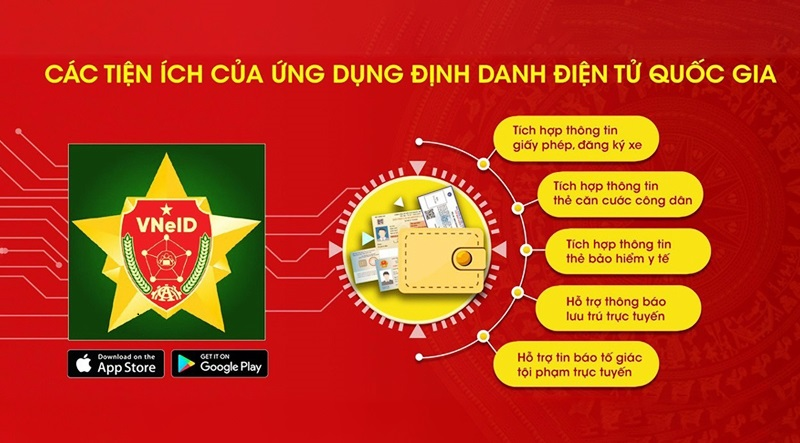 CÁC TIỆN ÍCH CỦA ỨNG DỤNG ĐỊNH DANH ĐIỆN TỬ QUỐC GIA
VNeID
Download on the
App Store
GET IT ON
Google Play
Tích hợp thông tin
giấy phép, đăng ký xe
Tích hợp thông tin
thẻ căn cước công dân
Tích hợp thông tin
thẻ bảo hiểm y tế
Hỗ trợ thông báo
lưu trú trực tuyến
Hỗ trợ tin báo tố giác
tội phạm trực tuyến